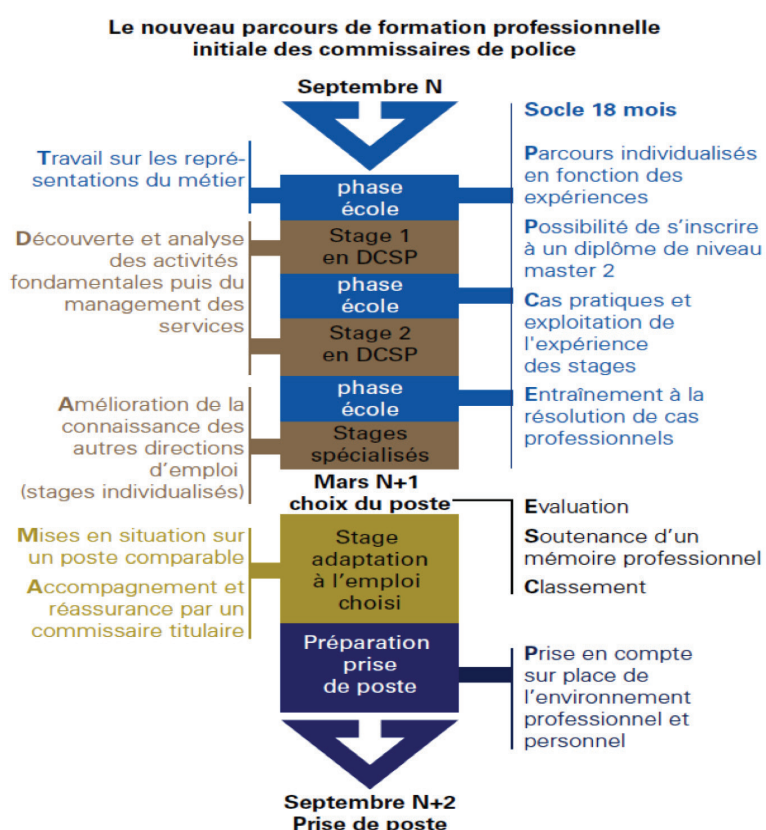 Le nouveau parcours de formation professionnelle
initiale des commissaires de police
Septembre N
Socle 18 mois
Travail sur les repré-
sentations du métier
phase
école
Parcours individualisés
en fonction des
expériences
Découverte et analyse
des activités
fondamentales puis du
management des
services
Stage 1
en DCSP
Possibilité de s'inscrire
à un diplôme de niveau
master 2
phase
école
Cas pratiques et
exploitation de
l'expérience
des stages
Stage 2
en DCSP
phase
école
Entraînement à la
résolution de cas
professionnels
Amélioration de la
connaissance des
autres directions
d'emploi
(stages individualisés)
Stages
spécialisés
Mars N+1
choix du poste
Evaluation
Soutenance d'un
mémoire professionnel
Classement
Mises en situation sur
un poste comparable
Accompagnement et
réassurance par un
commissaire titulaire
Stage
adaptation
à l'emploi
choisi
Préparation
prise
de poste
Prise en compte
sur place de
l'environnement
professionnel et
personnel
Septembre N+2
Prise de poste